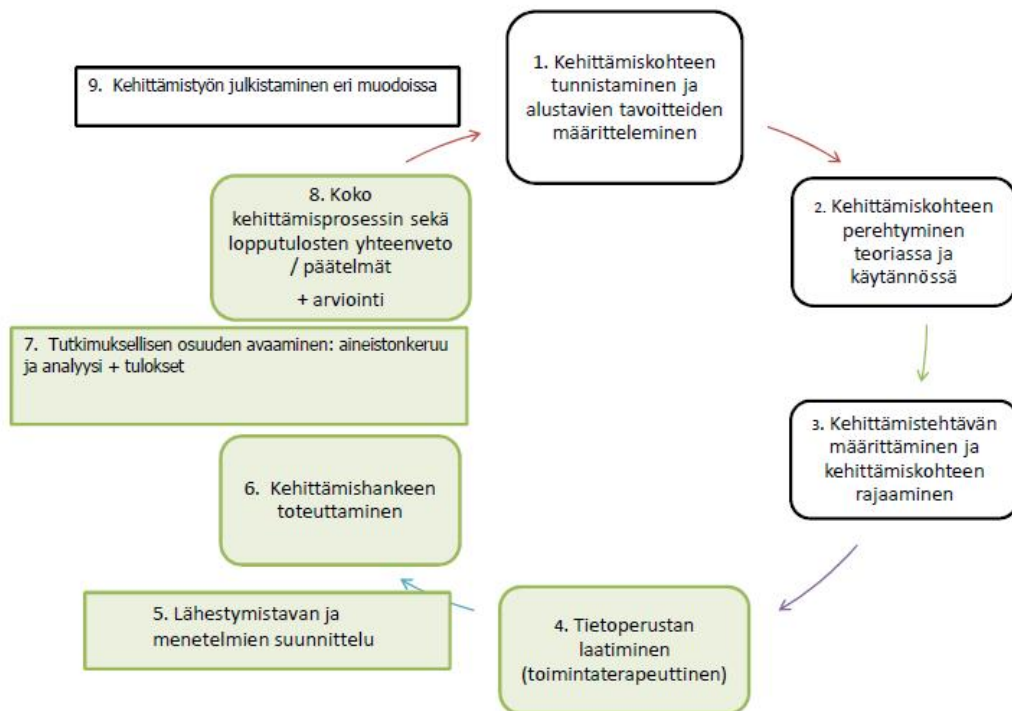 1. Kehittämiskohteen
tunnistaminen ja
alustavien tavoitteiden
määritteleminen
2. Kehittämiskohteen
perehtyminen
teoriassa ja
käytännössä
3. Kehittämistehtävän
määrittäminen ja
kehittämiskohteen
rajaaminen
4. Tietoperustan
laatiminen
(toimintaterapeuttinen)
5. Lähestymistavan ja
menetelmien suunnittelu
6. Kehittämishankeen
toteuttaminen
7. Tutkimuksellisen osuuden avaaminen: aineistonkeruu
ja analyysi + tulokset
8. Koko
kehittämisprosessin sekä
lopputulosten yhteenveto
/ päätelmät
+ arviointi
9. Kehittämistyön julkistaminen eri muodoissa